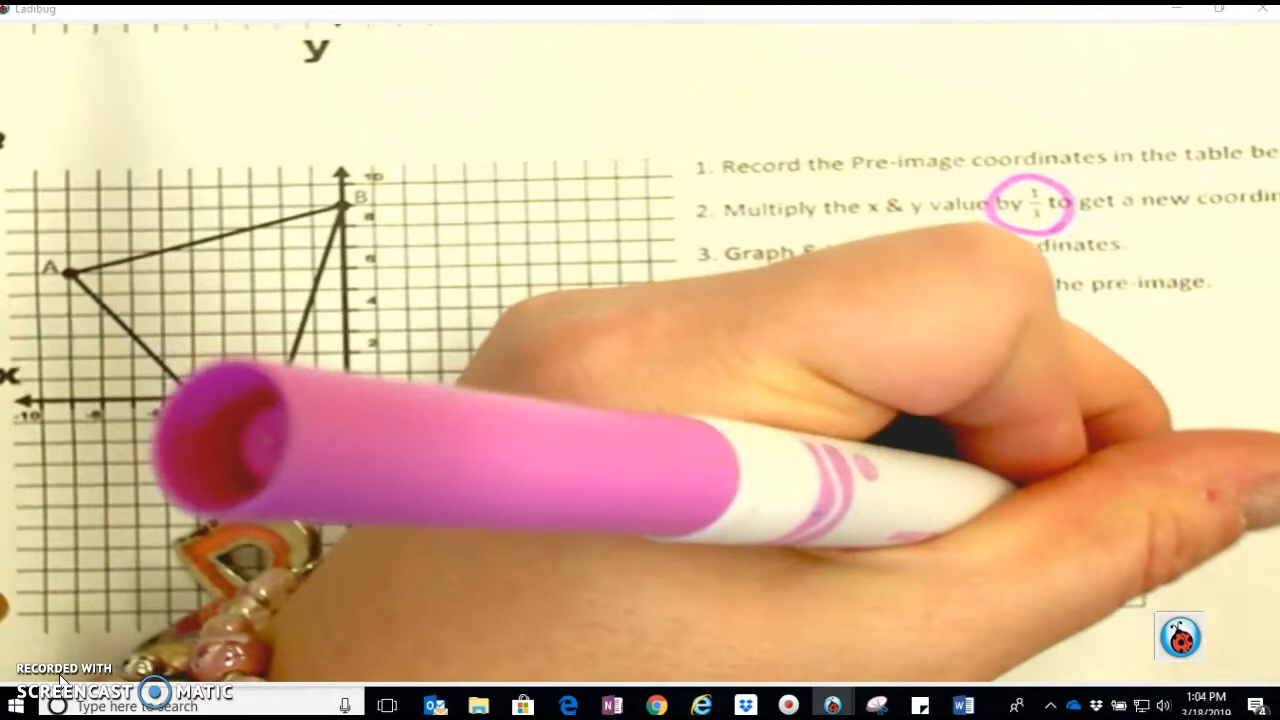 Ladibug
y
10
B
8
A
6
4
2
x
-10
-8
1. Record the Pre-image coordinates in the table be
2. Multiply the x & y value by 1/3 to get a new coordin
3. Graph &
dinates.
he pre-image.
RECORDED WITH
SCREENCAST MATIC
Type here to search
1:04 PM
3/18/2019
4